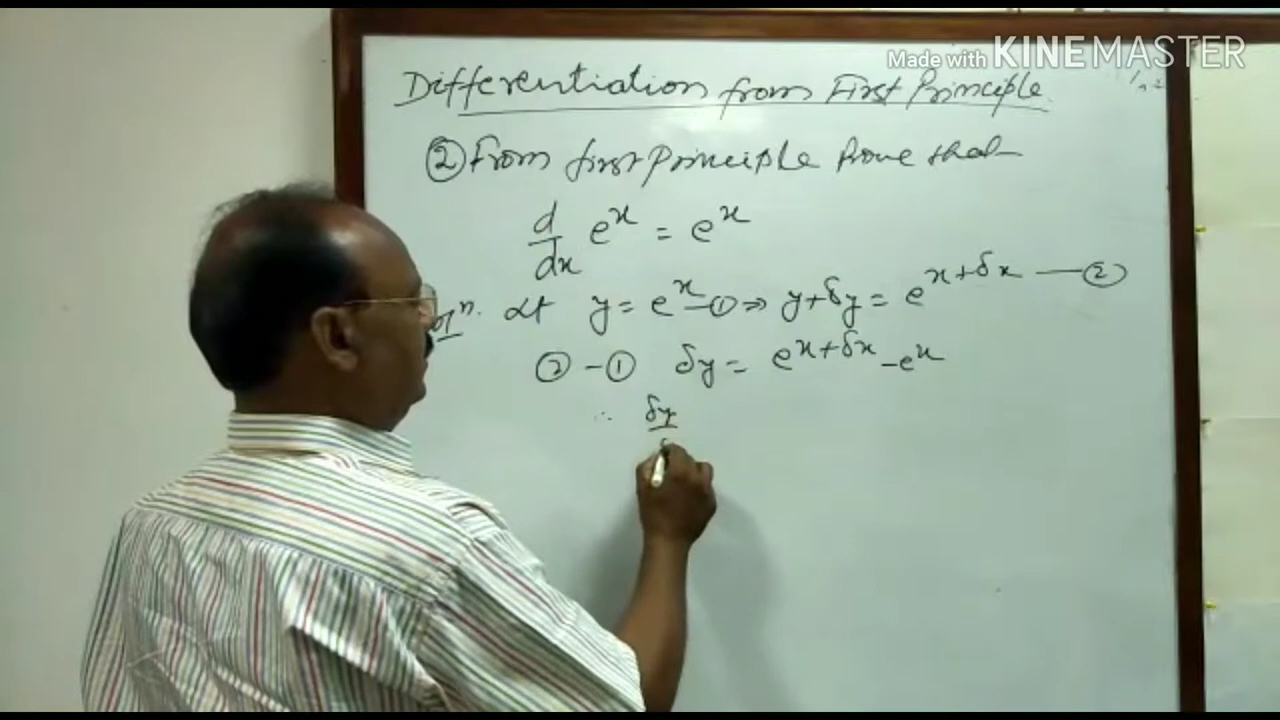 Made with KINEMASTER
Differentiation from First Principle
② From first principle Prove that
d/dx e^x = e^x
let y = e^x —① ⇒ y+δy = e^(x+δx) —②
② - ① δy = e^(x+δx) - e^x
∴ δy